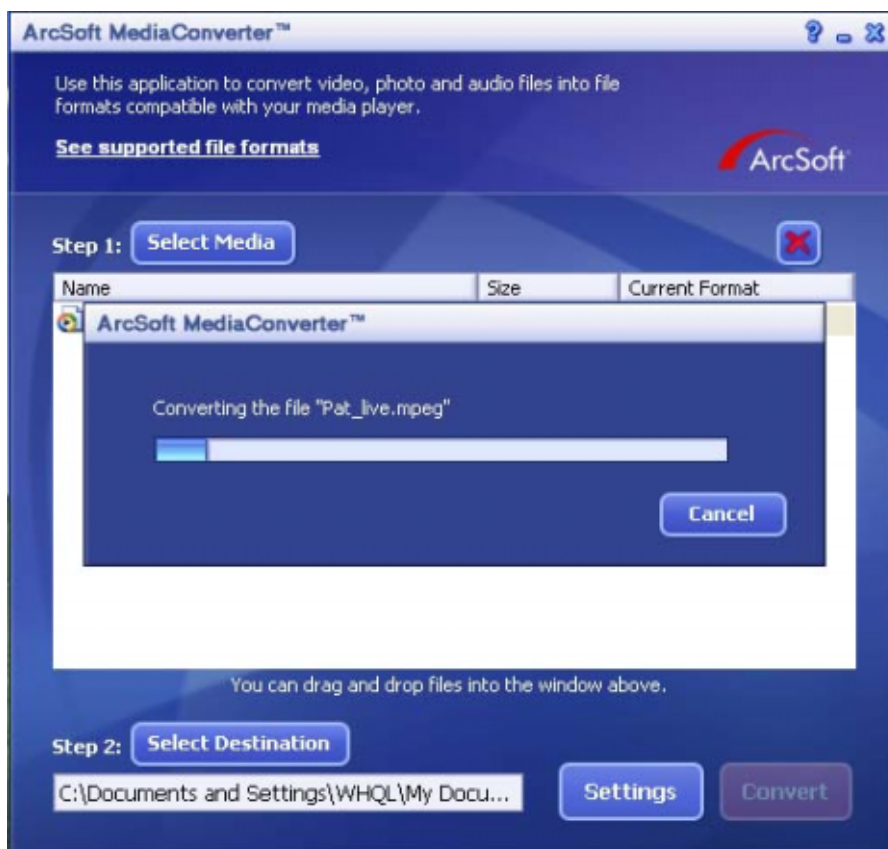 ArcSoft MediaConverter™
Use this application to convert video, photo and audio files into file
formats compatible with your media player.
See supported file formats
ArcSoft
Step 1: Select Media
Name Size Current Format
ArcSoft MediaConverter™
Converting the file "Pat_live.mpeg"
Cancel
You can drag and drop files into the window above.
Step 2: Select Destination
C:\Documents and Settings\WHQL\My Docu...
Settings Convert